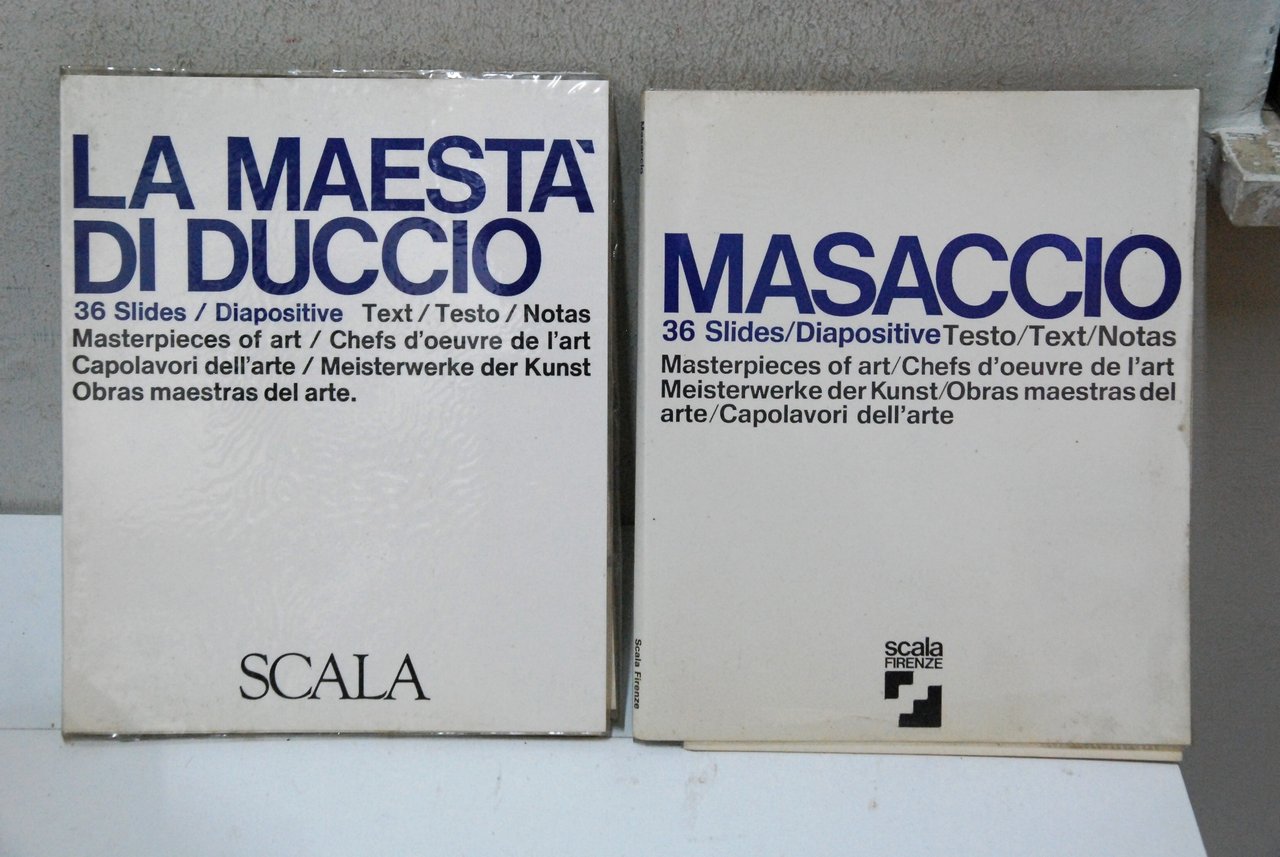 LA MAESTA`
DI DUCCIO
36 Slides / Diapositive Text / Testo / Notas
Masterpieces of art / Chefs d'oeuvre de l'art
Capolavori dell'arte / Meisterwerke der Kunst
Obras maestras del arte.
SCALA
Masaccio
MASACCIO
36 Slides/Diapositive Testo/Text/Notas
Masterpieces of art/Chefs d'oeuvre de l'art
Meisterwerke der Kunst/Obras maestras del
arte/Capolavori dell'arte
Scala Firenze
scala
FIRENZE